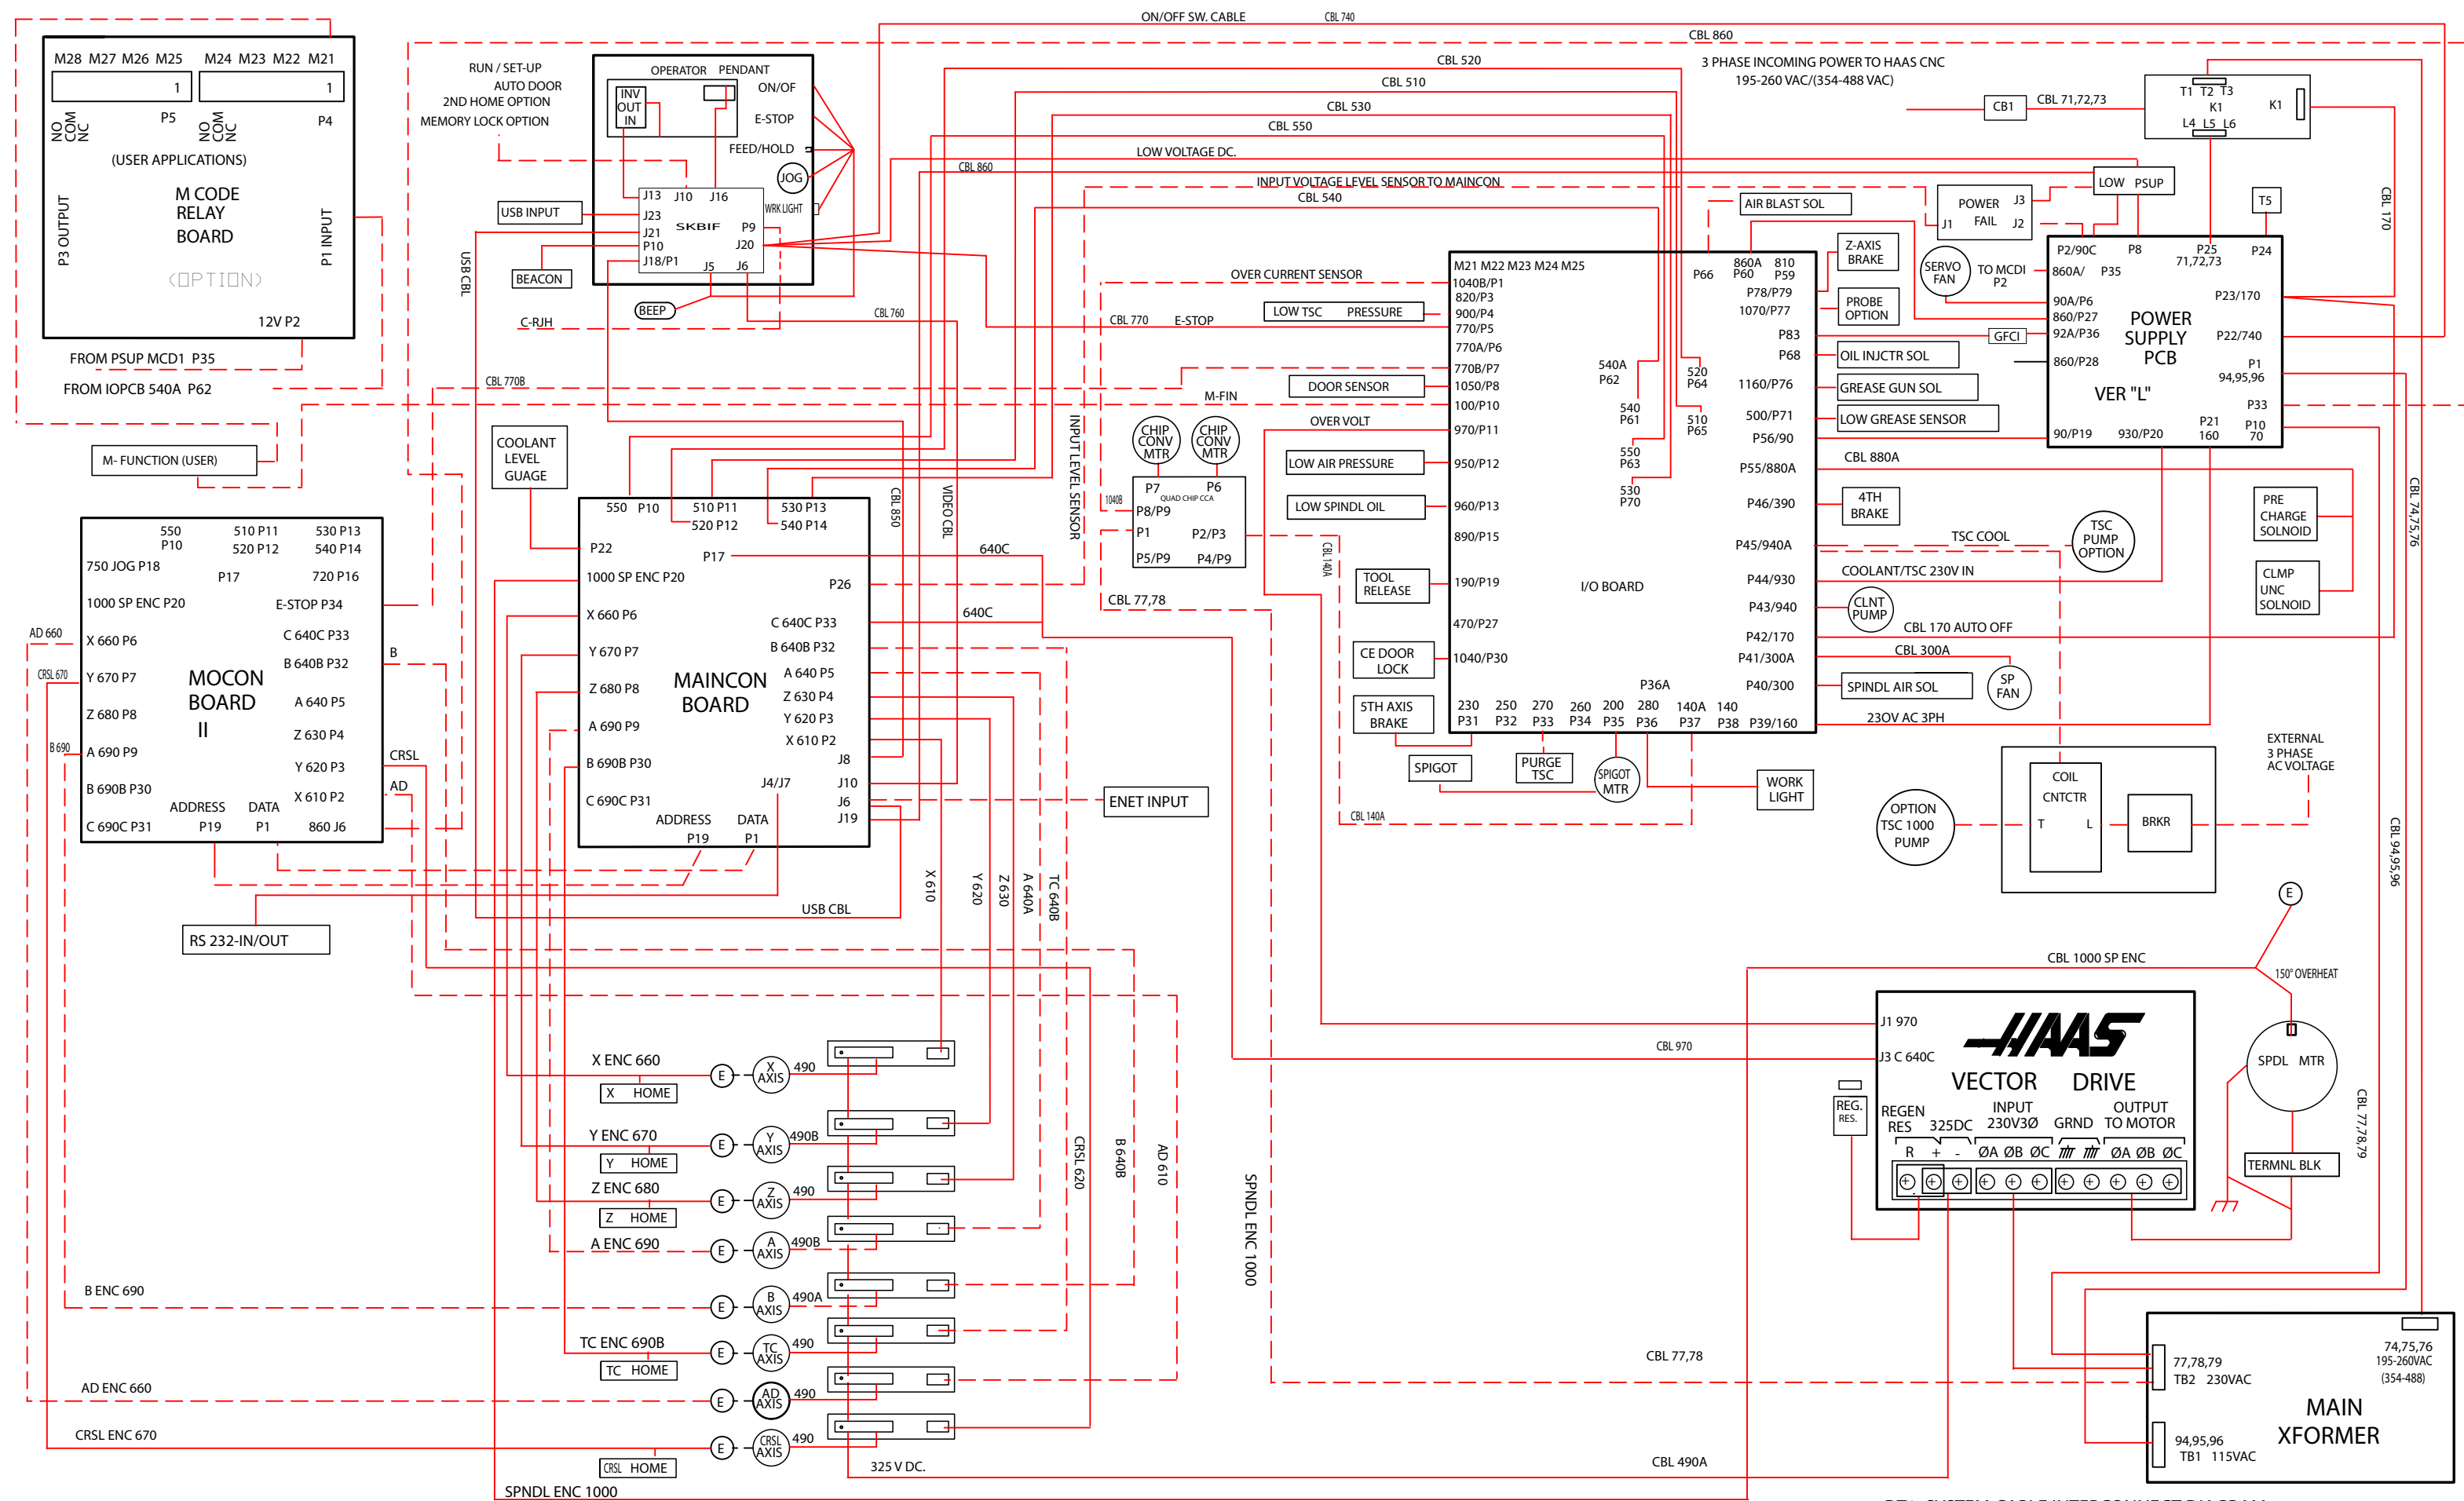 ON/OFF SW. CABLE
CBL 740
CBL 860
M28 M27 M26 M25
M24 M23 M22 M21
1
1
NO
COM
NC
P5
NO
COM
NC
P4
(USER APPLICATIONS)
M CODE
RELAY
BOARD
(OPTION)
P3 OUTPUT
P1 INPUT
12V P2
FROM PSUP MCD1 P35
FROM IOPCB 540A P62
M- FUNCTION (USER)
RUN / SET-UP
AUTO DOOR
2ND HOME OPTION
MEMORY LOCK OPTION
OPERATOR PENDANT
INV
OUT
IN
ON/OF
E-STOP
FEED/HOLD
JOG
WRK LIGHT
J13 J10 J16
J23
J21
P10
J18/P1
SKBIF
P9
J20
J5 J6
USB INPUT
BEACON
BEEP
C-RJH
USB CBL
CBL 760
CBL 770 E-STOP
CBL 770B
CBL 520
CBL 510
CBL 530
CBL 550
LOW VOLTAGE DC.
CBL 860
INPUT VOLTAGE LEVEL SENSOR TO MAINCON
CBL 540
3 PHASE INCOMING POWER TO HAAS CNC
195-260 VAC/(354-488 VAC)
CB1
CBL 71,72,73
T1 T2 T3
K1
K1
L4 L5 L6
CBL 170
LOW PSUP
POWER
FAIL
J3
J1
J2
T5
AIR BLAST SOL
Z-AXIS
BRAKE
SERVO
FAN
TO MCDI
P2
PROBE
OPTION
GFCI
P2/90C P8 P25 P24
71,72,73
860A/ P35
90A/P6
860/P27
92A/P36
860/P28
P23/170
P22/740
POWER
SUPPLY
PCB
VER "L"
P1
94,95,96
P33
P21
160
P10
70
90/P19
930/P20
OVER CURRENT SENSOR
LOW TSC PRESSURE
DOOR SENSOR
M-FIN
OVER VOLT
LOW AIR PRESSURE
LOW SPINDL OIL
TOOL
RELEASE
CE DOOR
LOCK
5TH AXIS
BRAKE
M21 M22 M23 M24 M25
1040B/P1
820/P3
900/P4
770/P5
770A/P6
770B/P7
1050/P8
100/P10
970/P11
950/P12
960/P13
890/P15
190/P19
470/P27
1040/P30
I/O BOARD
P66
860A
P60
810
P59
P78/P79
1070/P77
P83
P68
1160/P76
500/P71
P56/90
P55/880A
P46/390
P45/940A
P44/930
P43/940
P42/170
P41/300A
P40/300
P39/160
540A
P62
520
P64
540
P61
510
P65
550
P63
530
P70
P36A
230 250 270 260 200 280 140A 140
P31 P32 P33 P34 P35 P36 P37 P38
OIL INJCTR SOL
GREASE GUN SOL
LOW GREASE SENSOR
CBL 880A
4TH
BRAKE
TSC COOL
TSC
PUMP
OPTION
COOLANT/TSC 230V IN
CLNT
PUMP
CBL 170 AUTO OFF
CBL 300A
SP
FAN
SPINDL AIR SOL
23OV AC 3PH
PRE
CHARGE
SOLNOID
CLMP
UNC
SOLNOID
CBL 74,75,76
SPIGOT
PURGE
TSC
SPIGOT
MTR
WORK
LIGHT
CHIP
CONV
MTR
CHIP
CONV
MTR
P7
P6
QUAD CHIP CCA
P8/P9
P1
P2/P3
P5/P9 P4/P9
1040B
CBL 140A
CBL 140A
CBL 77,78
INPUT LEVEL SENSOR
COOLANT
LEVEL
GUAGE
CBL 850
VIDEO CBL
550 P10 510 P11 530 P13
520 P12 540 P14
P22
P17
1000 SP ENC P20
P26
X 660 P6
Y 670 P7
Z 680 P8
A 690 P9
B 690B P30
C 690C P31
MAINCON
BOARD
C 640C P33
B 640B P32
A 640 P5
Z 630 P4
Y 620 P3
X 610 P2
J8
J4/J7
J10
J6
J19
ADDRESS
P19
DATA
P1
640C
640C
ENET INPUT
550
P10
510 P11
520 P12
530 P13
540 P14
750 JOG P18
P17
720 P16
1000 SP ENC P20
E-STOP P34
C 640C P33
X 660 P6
B 640B P32
Y 670 P7
MOCON
BOARD
II
Z 680 P8
A 640 P5
Z 630 P4
A 690 P9
Y 620 P3
B 690B P30
X 610 P2
ADDRESS
P19
DATA
P1
C 690C P31
860 J6
AD 660
CRSL 670
B 690
B
CRSL
AD
RS 232-IN/OUT
USB CBL
X 610
Y 620
Z 630
A 640A
TC 640B
CRSL 620
B 640B
AD 610
SPNDL ENC 1000
X ENC 660
X HOME
E
X
AXIS
490
Y ENC 670
Y HOME
E
Y
AXIS
490B
Z ENC 680
Z HOME
E
Z
AXIS
490
A ENC 690
E
A
AXIS
490B
B ENC 690
E
B
AXIS
490A
TC ENC 690B
TC HOME
E
TC
AXIS
490
AD ENC 660
E
AD
AXIS
490
CRSL ENC 670
CRSL HOME
E
CRSL
AXIS
490
325 V DC.
SPNDL ENC 1000
CBL 490A
CBL 77,78
CBL 970
EXTERNAL
3 PHASE
AC VOLTAGE
OPTION
TSC 1000
PUMP
COIL
CNTCTR
T L
BRKR
E
CBL 1000 SP ENC
150° OVERHEAT
SPDL MTR
TERMNL BLK
J1 970
J3 C 640C
HAAS
VECTOR DRIVE
REGEN
RES
325DC
INPUT
230V3Ø
GRND
OUTPUT
TO MOTOR
R + - ØA ØB ØC ØA ØB ØC
REG.
RES.
CBL 94,95,96
CBL 77,78,79
77,78,79
TB2 230VAC
74,75,76
195-260VAC
(354-488)
MAIN
XFORMER
94,95,96
TB1 115VAC